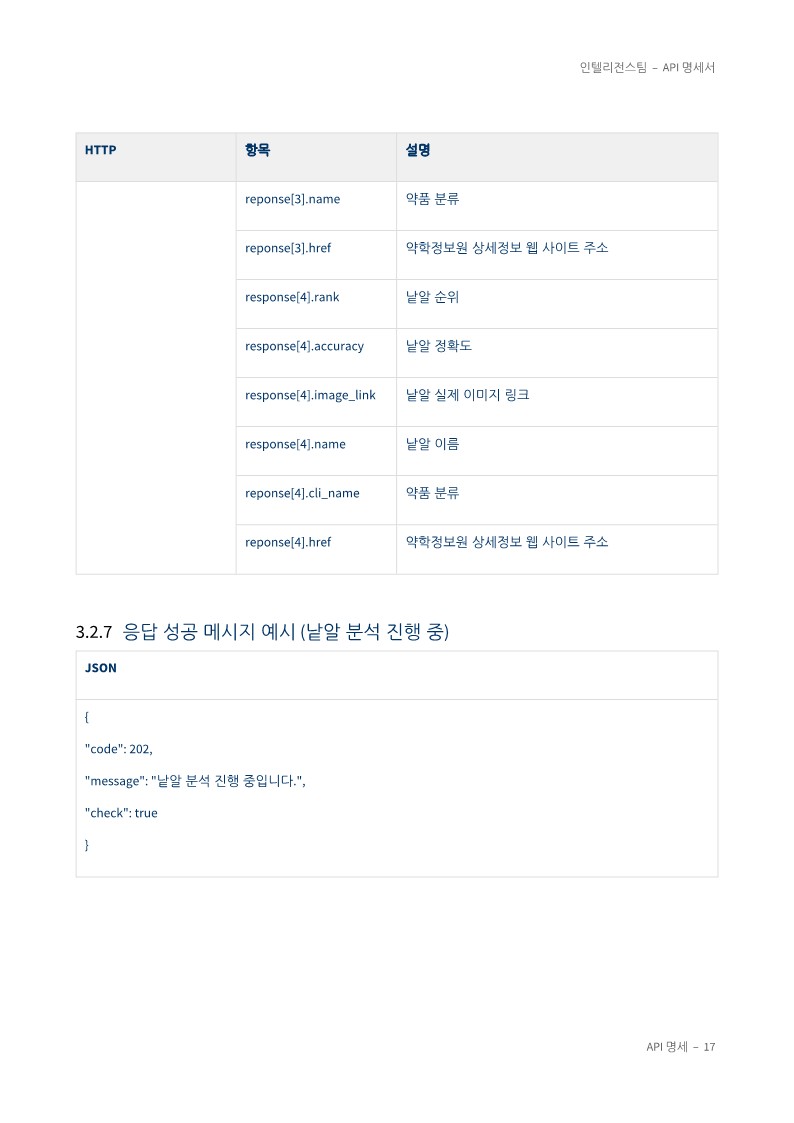 인텔리전스팀 – API 명세서
HTTP 항목 설명
reponse[3].name 약품 분류
reponse[3].href 약학정보원 상세정보 웹 사이트 주소
response[4].rank 낱알 순위
response[4].accuracy 낱알 정확도
response[4].image_link 낱알 실제 이미지 링크
response[4].name 낱알 이름
reponse[4].cli_name 약품 분류
reponse[4].href 약학정보원 상세정보 웹 사이트 주소
3.2.7 응답 성공 메시지 예시 (낱알 분석 진행 중)
JSON
{
"code": 202,
"message": "낱알 분석 진행 중입니다.",
"check": true
}
API 명세 – 17